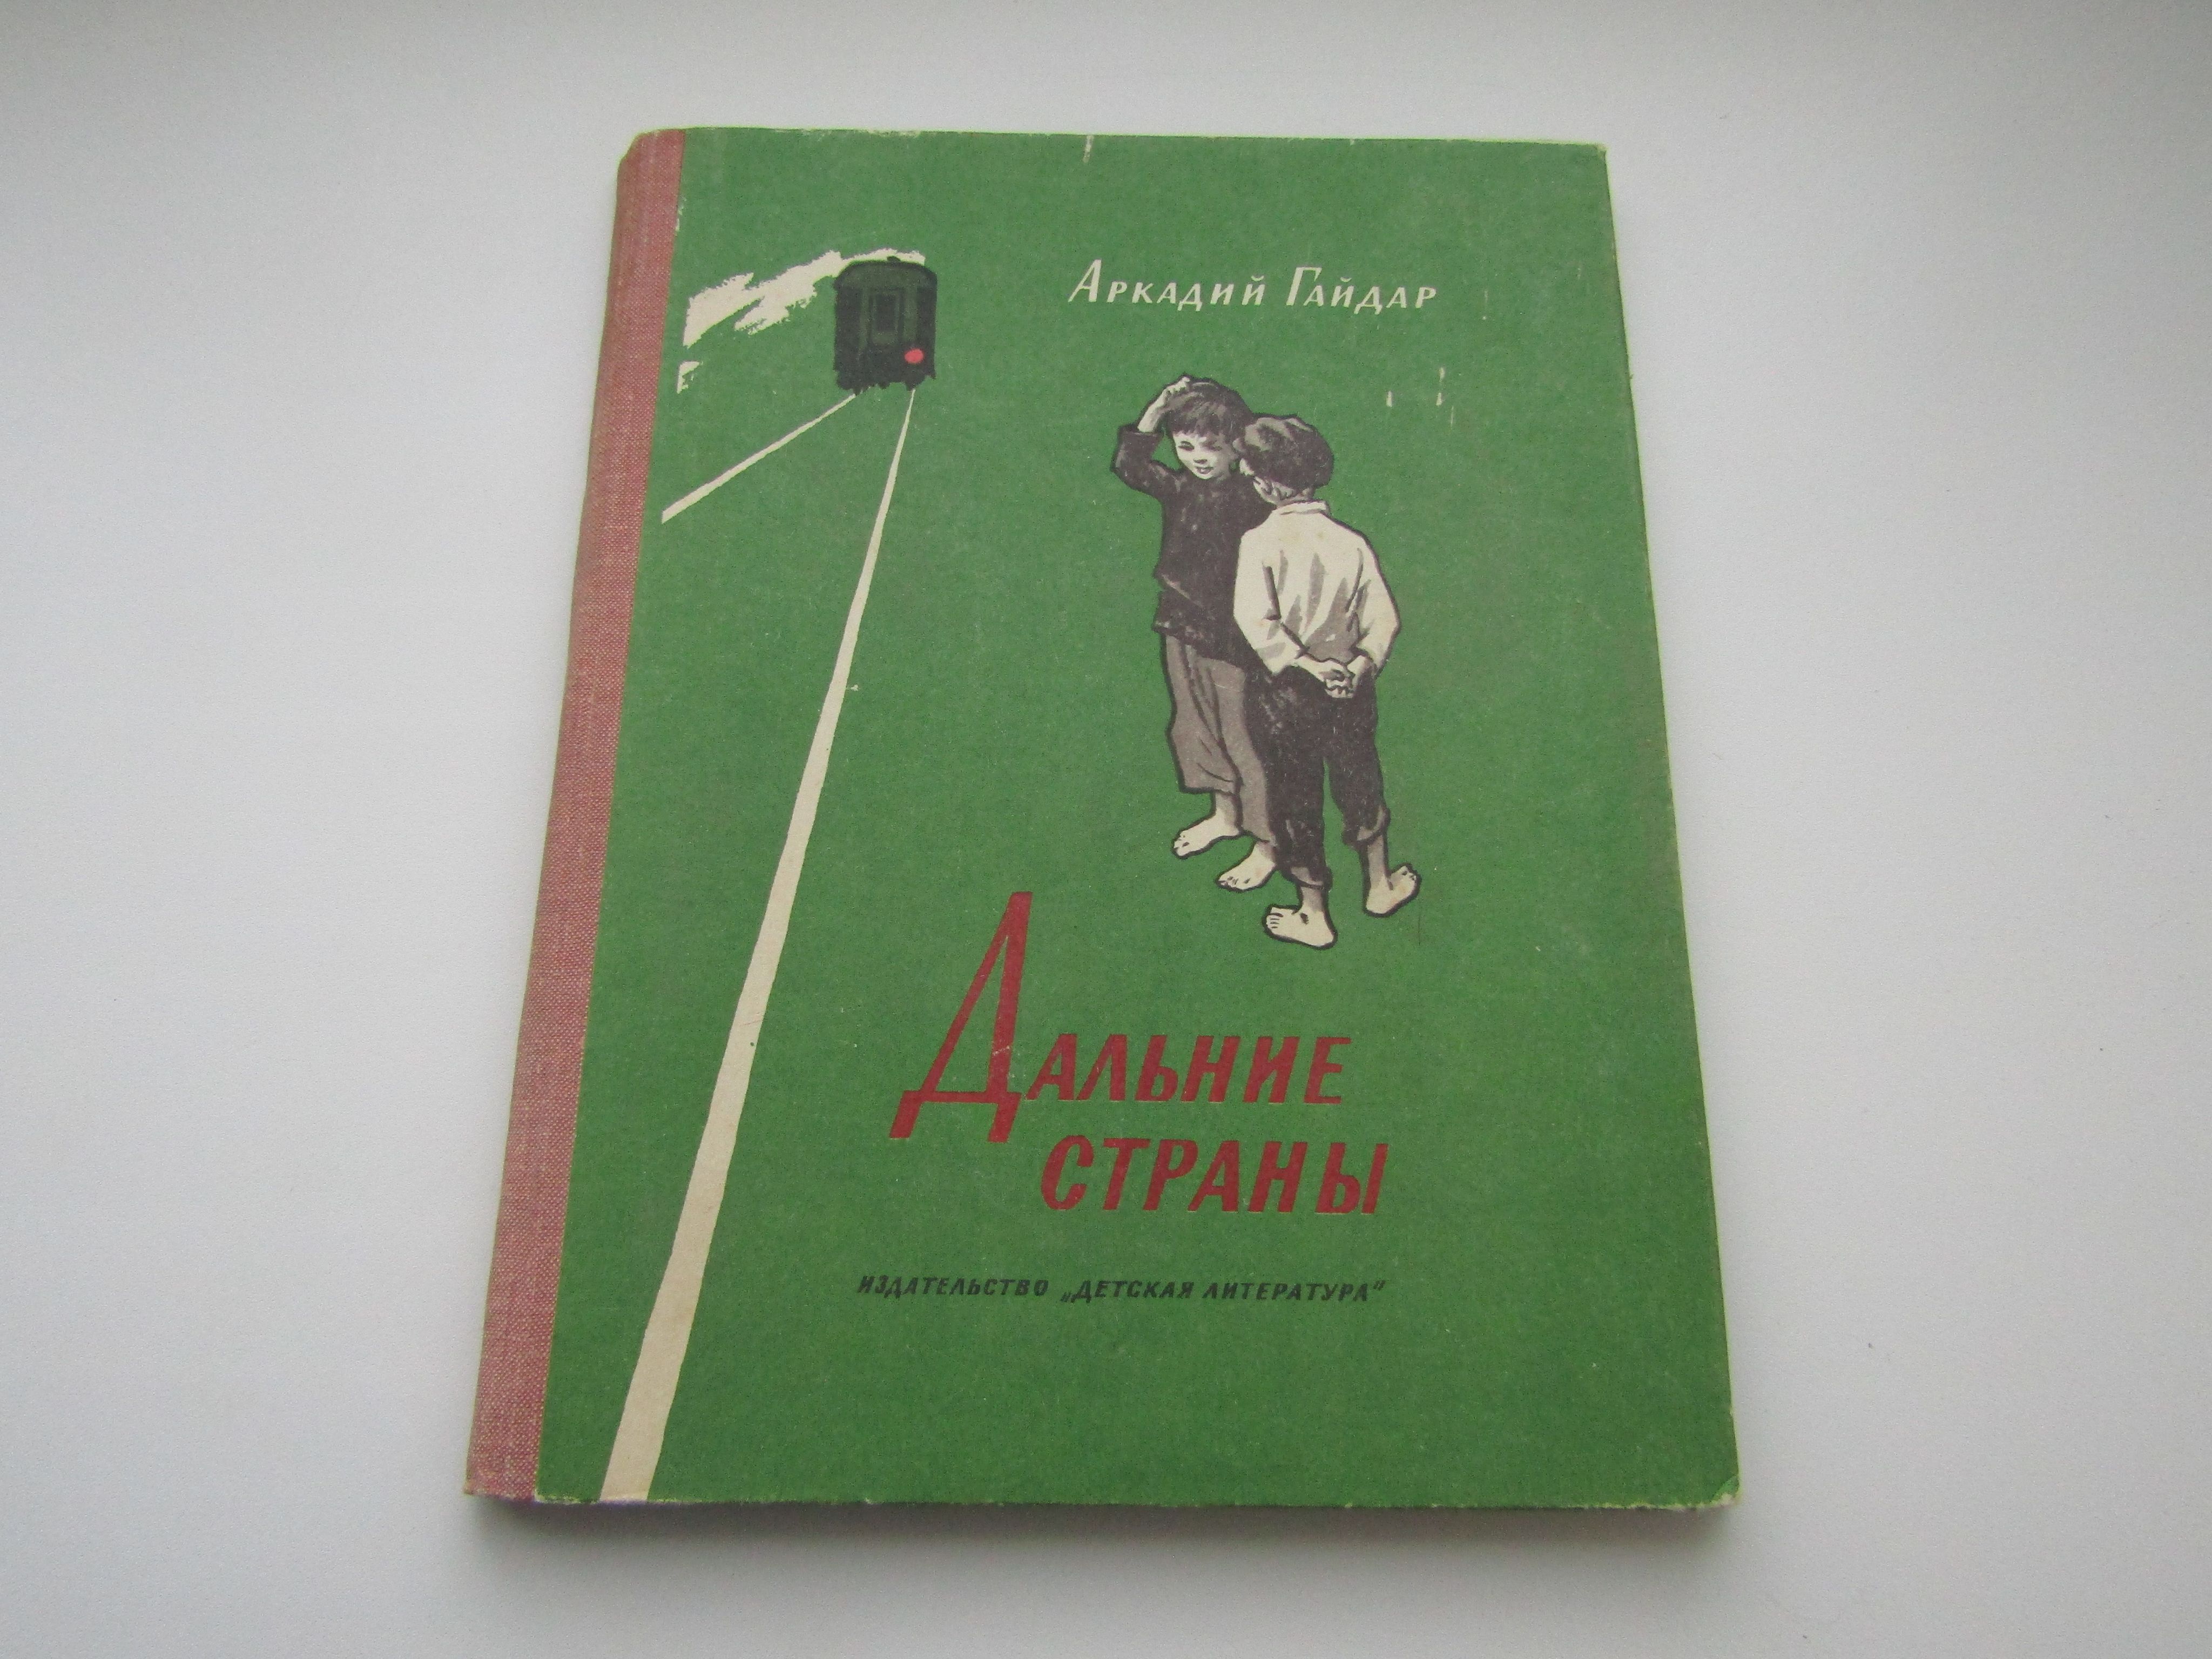 Аркадий Гайдар
Дальние
страны
издательство „Детская литература"